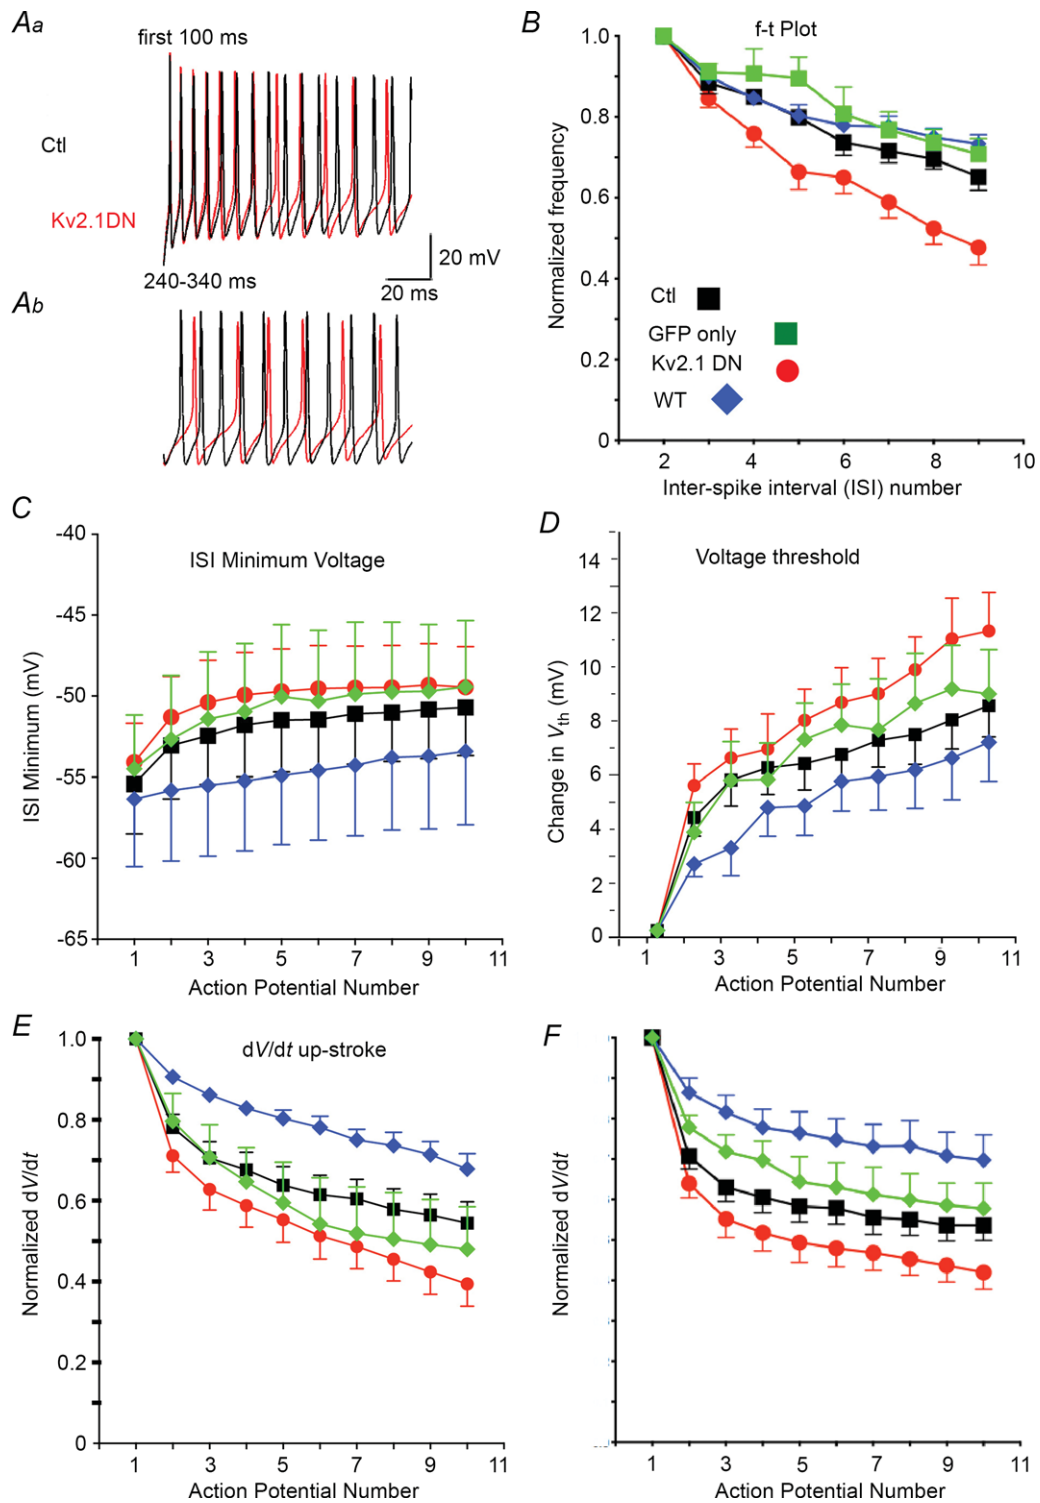 Aa
first 100 ms
Ctl
Kv2.1DN
20 mV
20 ms
240-340 ms
Ab
B
f-t Plot
1.0
0.8
0.6
0.4
0.2
0
Normalized frequency
Ctl
GFP only
Kv2.1 DN
WT
2 4 6 8 10
Inter-spike interval (ISI) number
C
ISI Minimum Voltage
-40
-45
-50
-55
-60
-65
ISI Minimum (mV)
1 3 5 7 9 11
Action Potential Number
D
Voltage threshold
14
12
10
8
6
4
2
0
Change in Vth (mV)
1 3 5 7 9 11
Action Potential Number
E
dV/dt up-stroke
1.0
0.8
0.6
0.4
0.2
0
Normalized dV/dt
1 3 5 7 9 11
Action Potential Number
F
Normalized dV/dt
1 3 5 7 9 11
Action Potential Number